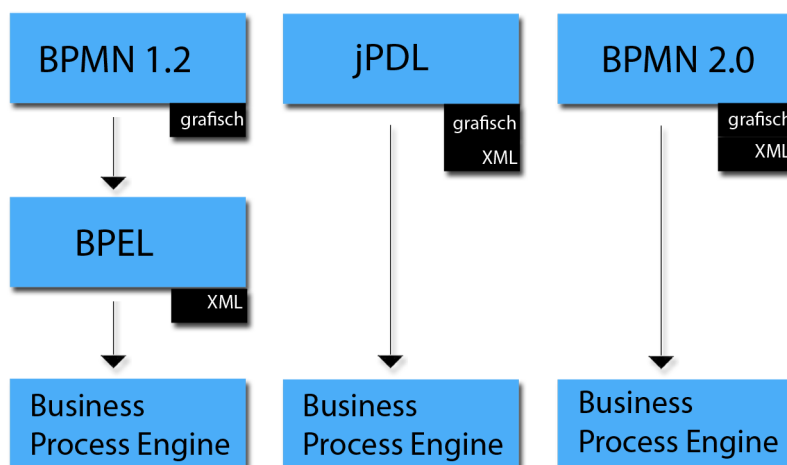 BPMN 1.2
grafisch
BPEL
XML
Business
Process Engine
jPDL
grafisch
XML
Business
Process Engine
BPMN 2.0
grafisch
XML
Business
Process Engine